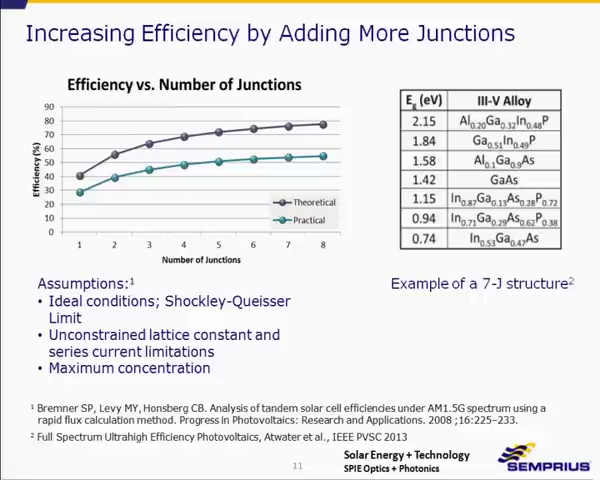 Increasing Efficiency by Adding More Junctions
Efficiency vs. Number of Junctions
Efficiency (%)
90
80
70
60
50
40
30
20
10
0
1 2 3 4 5 6 7 8
Number of Junctions
Theoretical
Practical
Eg (eV) III-V Alloy
2.15 Al0.20Ga0.32In0.48P
1.84 Ga0.51In0.49P
1.58 Al0.1Ga0.9As
1.42 GaAs
1.15 In0.87Ga0.13As0.28P0.72
0.94 In0.71Ga0.29As0.62P0.38
0.74 In0.53Ga0.47As
Example of a 7-J structure2
Assumptions:1
• Ideal conditions; Shockley-Queisser
Limit
• Unconstrained lattice constant and
series current limitations
• Maximum concentration
1 Bremner SP, Levy MY, Honsberg CB. Analysis of tandem solar cell efficiencies under AM1.5G spectrum using a
rapid flux calculation method. Progress in Photovoltaics: Research and Applications. 2008 ;16:225–233.
2 Full Spectrum Ultrahigh Efficiency Photovoltaics, Atwater et al., IEEE PVSC 2013
11
Solar Energy + Technology
SPIE Optics + Photonics
SEMPRIUS